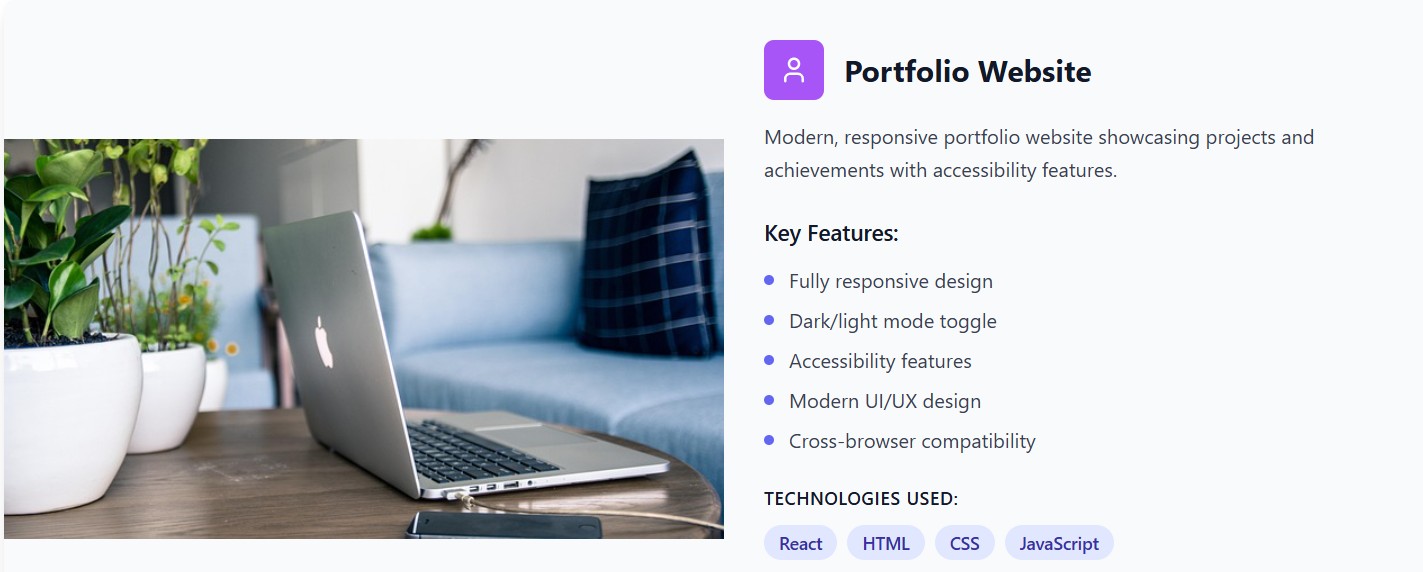 Portfolio Website
Modern, responsive portfolio website showcasing projects and
achievements with accessibility features.
Key Features:
Fully responsive design
Dark/light mode toggle
Accessibility features
Modern UI/UX design
Cross-browser compatibility
TECHNOLOGIES USED:
React HTML CSS JavaScript